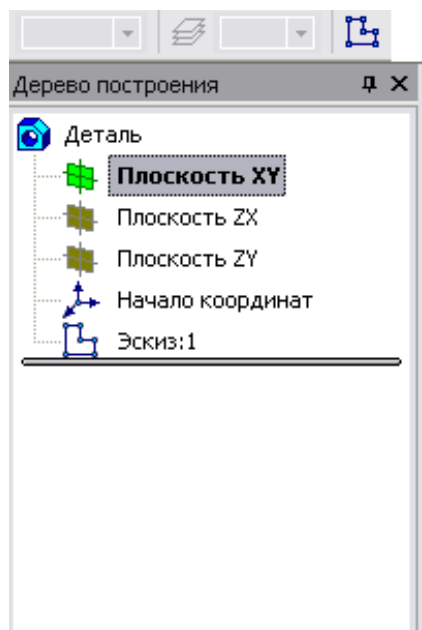 Дерево построения
Деталь
Плоскость XY
Плоскость ZX
Плоскость ZY
Начало координат
Эскиз:1